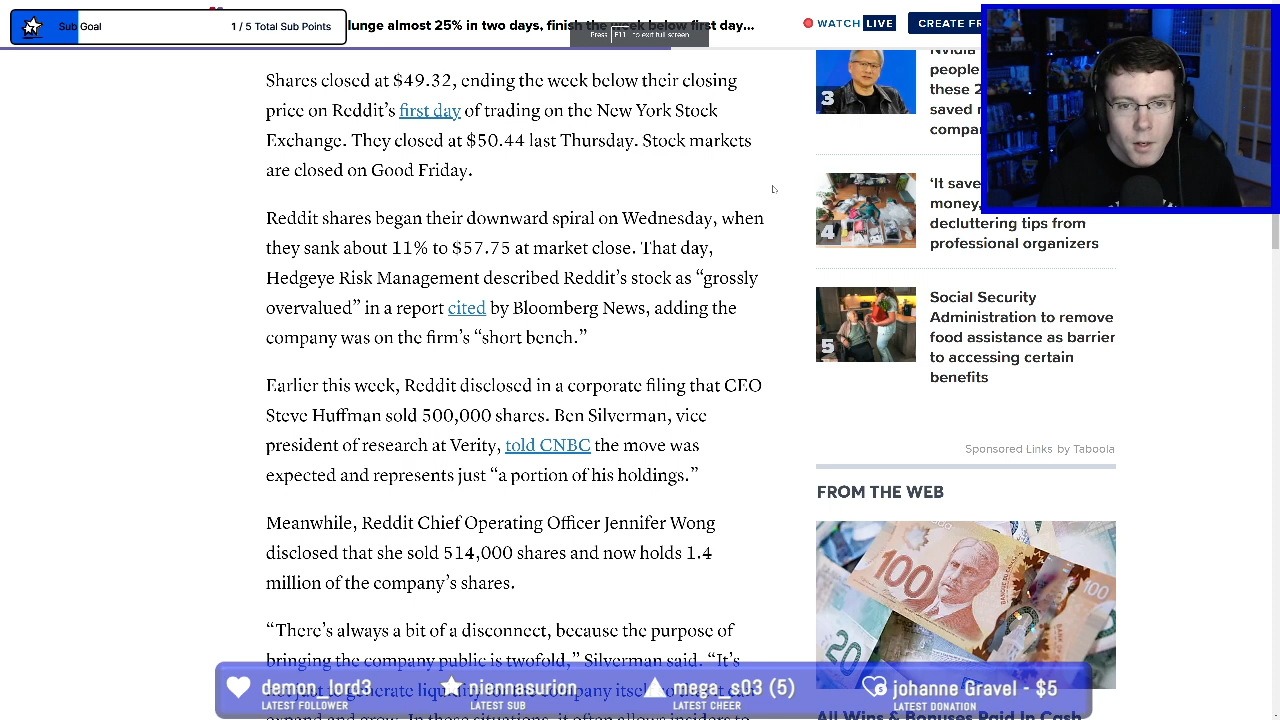 Sub Goal
1 / 5 Total Sub Points
lunge almost 25% in two days, finish the week below first day...
Press F11 to exit full screen
WATCH LIVE
CREATE FR
Shares closed at $49.32, ending the week below their closing
price on Reddit's first day of trading on the New York Stock
Exchange. They closed at $50.44 last Thursday. Stock markets
are closed on Good Friday.
Reddit shares began their downward spiral on Wednesday, when
they sank about 11% to $57.75 at market close. That day,
Hedgeye Risk Management described Reddit's stock as “grossly
overvalued” in a report cited by Bloomberg News, adding the
company was on the firm's “short bench.”
Earlier this week, Reddit disclosed in a corporate filing that CEO
Steve Huffman sold 500,000 shares. Ben Silverman, vice
president of research at Verity, told CNBC the move was
expected and represents just “a portion of his holdings.”
Meanwhile, Reddit Chief Operating Officer Jennifer Wong
disclosed that she sold 514,000 shares and now holds 1.4
million of the company's shares.
“There's always a bit of a disconnect, because the purpose of
bringing the company public is twofold,” Silverman said. “It's
3
Nvidia
people
these 2
saved
compa
4
'It save
money,
decluttering tips from
professional organizers
5
Social Security
Administration to remove
food assistance as barrier
to accessing certain
benefits
Sponsored Links by Taboola
FROM THE WEB
100
20
100
All Wins & Bonuses Paid In Cash
demon_lord3
LATEST FOLLOWER
nienmasurion
LATEST SUB
maga_s03 (5)
LATEST CHEER
johanne Gravel - $5
LATEST DONATION